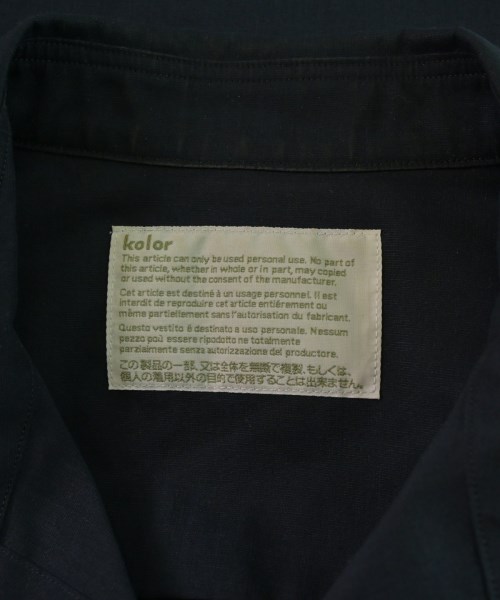 kolor
This article can only be used personal use. No part of
this article, whether in whole or in part, may copied
or used without the consent of the manufacturer.
Cet article est destiné à un usage personnel. Il est
interdit de reproduire cet article entiérement ou
même partiellement sans l'autorisation du fabricant.
Questo vestito é destinato a uso personale. Nessum
pezzo poù essere ripodotto ne totalmente
parzialmente senza autorizzazione del produttore.
この製品の一部、又は全体を無断で複製、もしくは、
個人の着用以外の目的で使用することは出来ません。